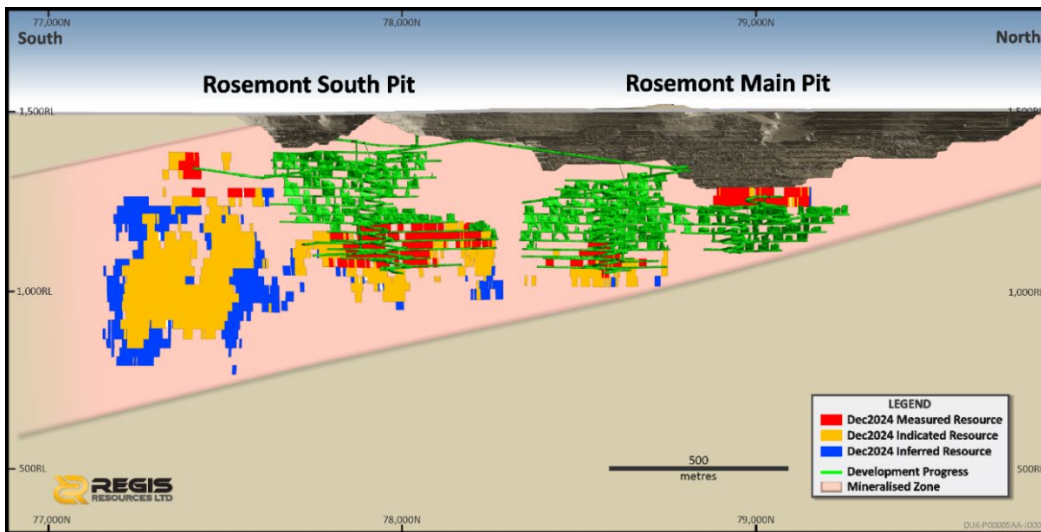 77,000N 78,000N 79,000N
South North
Rosemont South Pit Rosemont Main Pit
1,500RL 1,500RL
1,000RL 1,000RL
LEGEND
Dec2024 Measured Resource
Dec2024 Indicated Resource
Dec2024 Inferred Resource
Development Progress
Mineralised Zone
500
metres
500RL 500RL
REGIS
RESOURCES LTD
77,000N 78,000N 79,000N